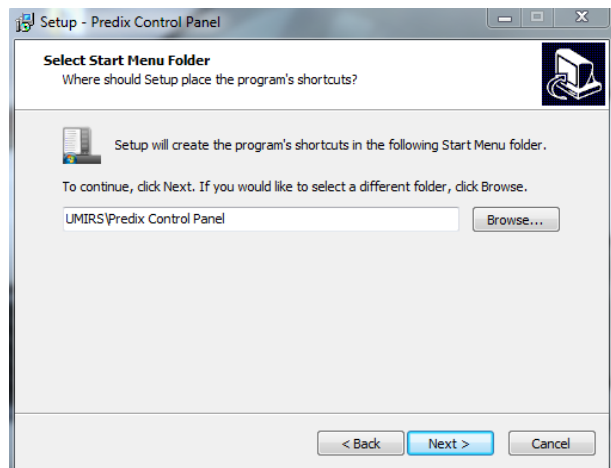 Setup - Predix Control Panel
Select Start Menu Folder
Where should Setup place the program's shortcuts?
Setup will create the program's shortcuts in the following Start Menu folder.
To continue, click Next. If you would like to select a different folder, click Browse.
UMIRS\Predix Control Panel
Browse...
< Back
Next >
Cancel